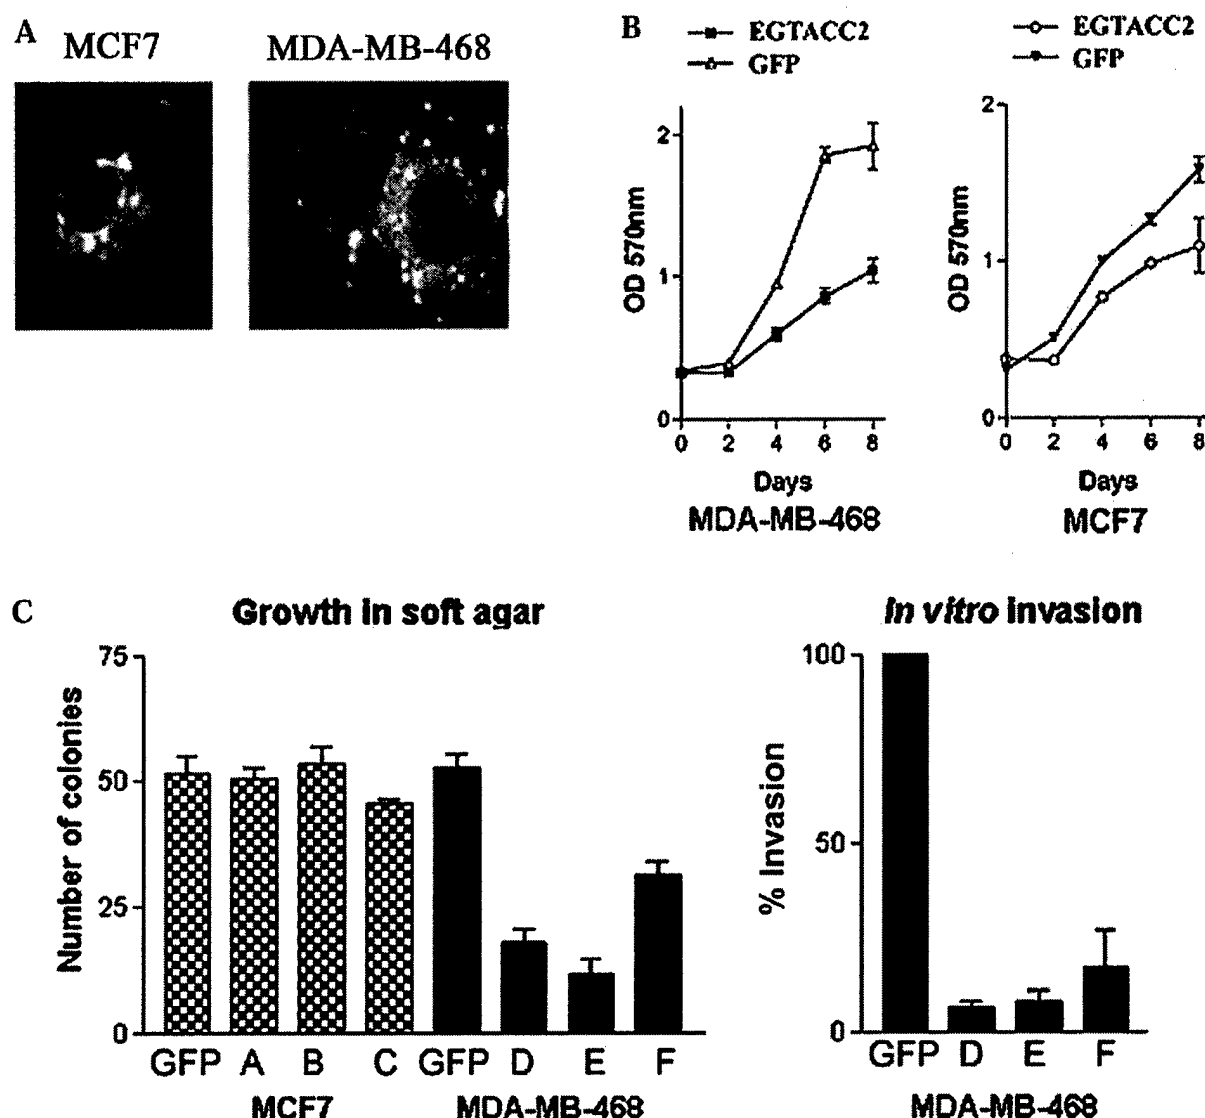 A
MCF7 MDA-MB-468
B
EGTACC2
GFP
EGTACC2
GFP
OD 570nm
2
1
0
0 2 4 6 8
Days
MDA-MB-468
OD 570nm
2
1
0
0 2 4 6 8
Days
MCF7
C
Growth in soft agar
Number of colonies
75
50
25
0
GFP A B C GFP D E F
MCF7 MDA-MB-468
In vitro invasion
% Invasion
100
50
0
GFP D E F
MDA-MB-468